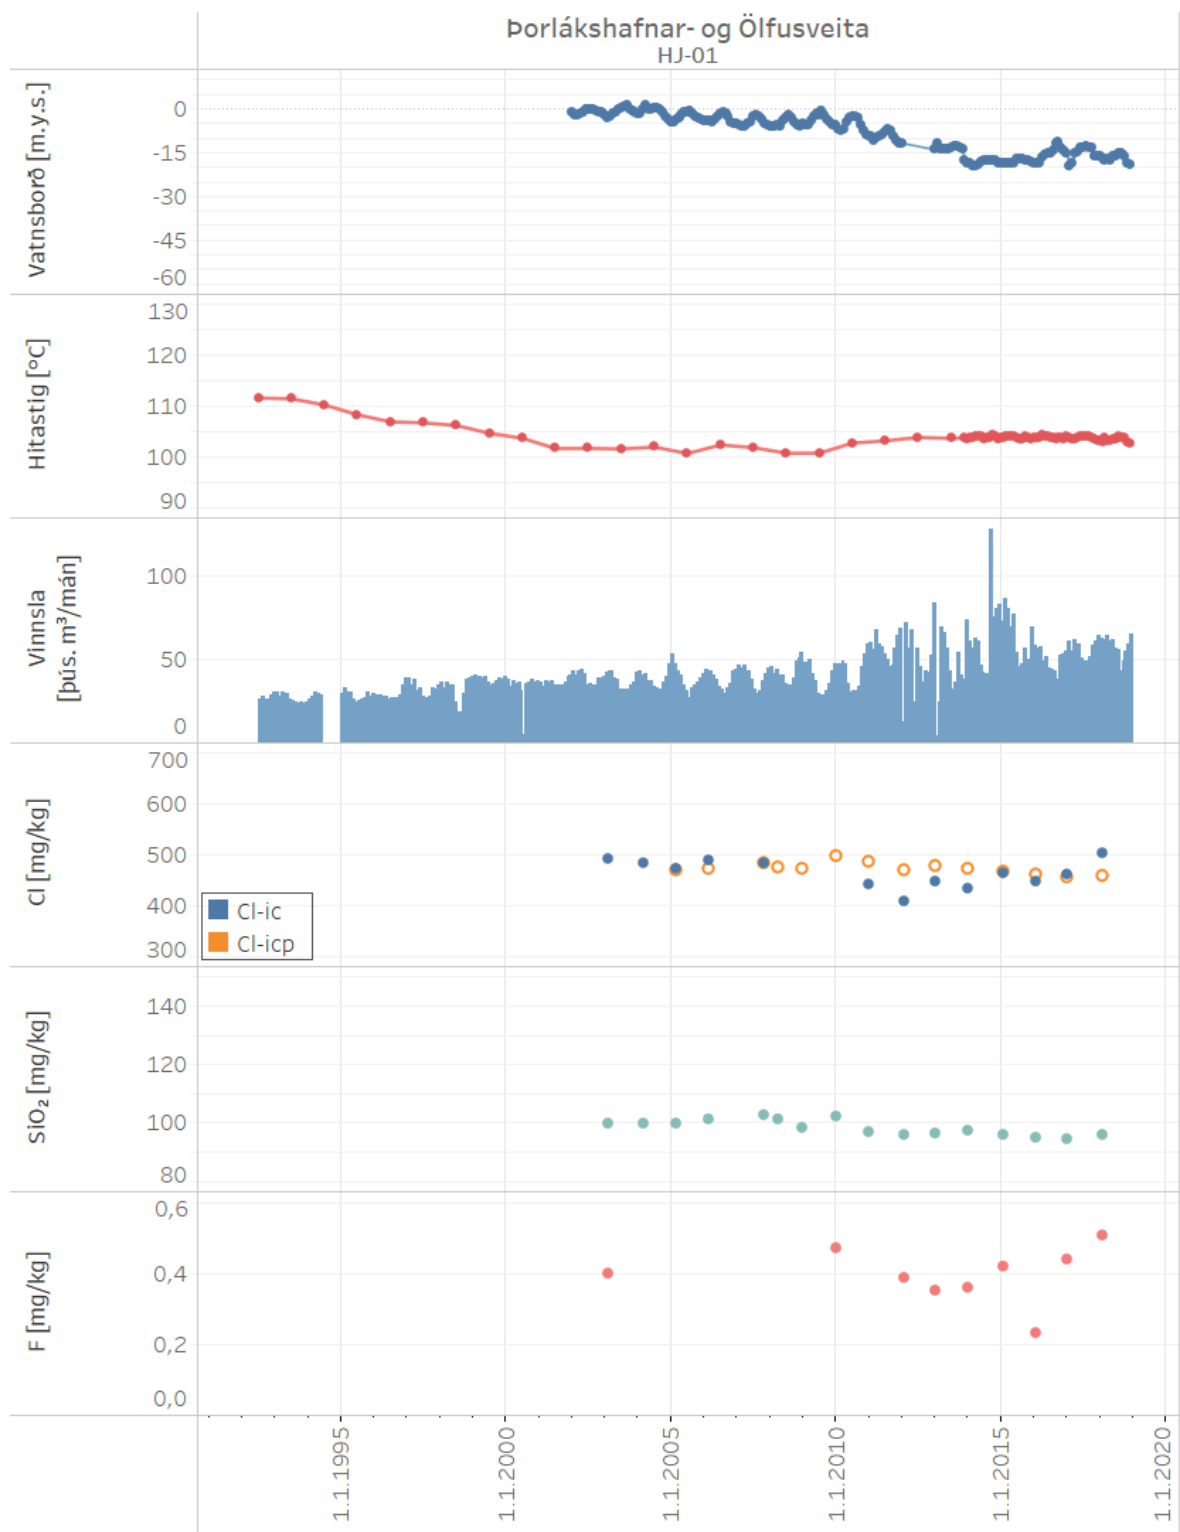 Þorlákshafnar- og Ölfusveita
HJ-01
Vatnsborð [m.y.s.]
0
-15
-30
-45
-60
Hitastig [°C]
130
120
110
100
90
Vinnsla
[þús. m³/mán]
100
50
0
Cl [mg/kg]
700
600
500
400
300
Cl-ic
Cl-icp
SiO₂ [mg/kg]
140
120
100
80
F [mg/kg]
0,6
0,4
0,2
0,0
1.1.1995
1.1.2000
1.1.2005
1.1.2010
1.1.2015
1.1.2020